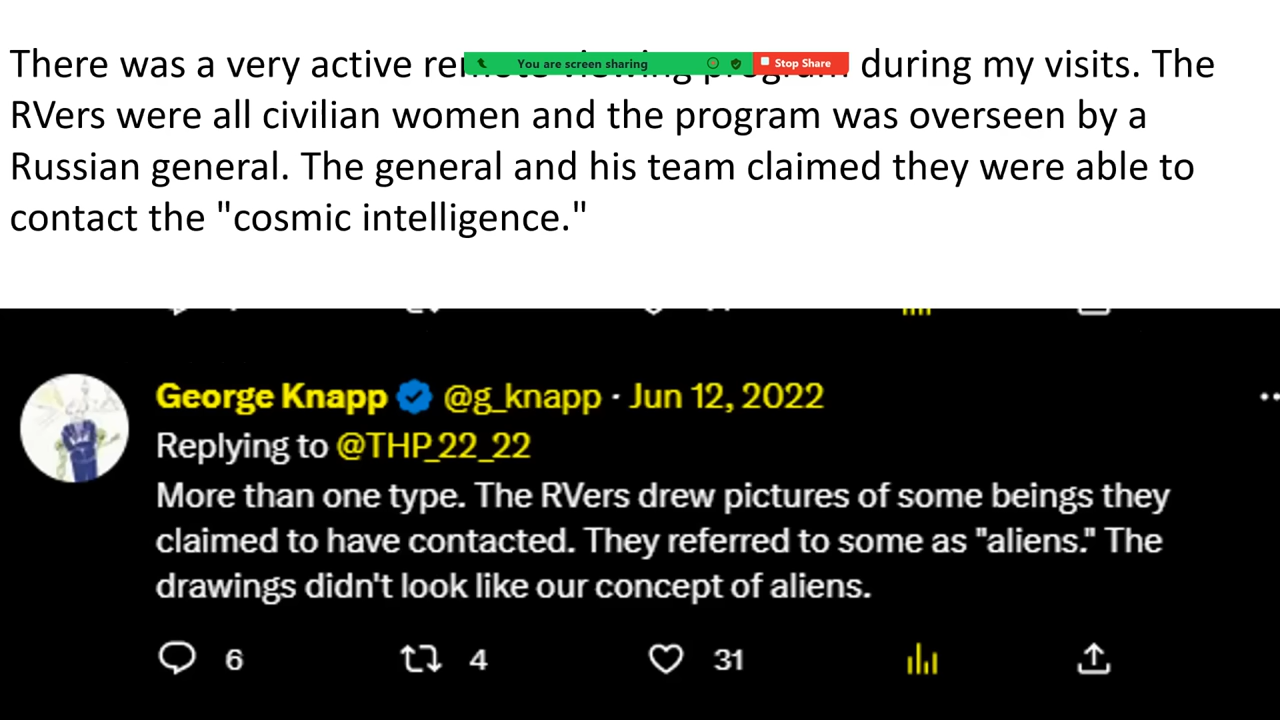 There was a very active remote viewing program during my visits. The
You are screen sharing
Stop Share
RVers were all civilian women and the program was overseen by a
Russian general. The general and his team claimed they were able to
contact the "cosmic intelligence."
George Knapp @g_knapp · Jun 12, 2022
Replying to @THP_22_22
More than one type. The RVers drew pictures of some beings they
claimed to have contacted. They referred to some as "aliens." The
drawings didn't look like our concept of aliens.
6 4 31